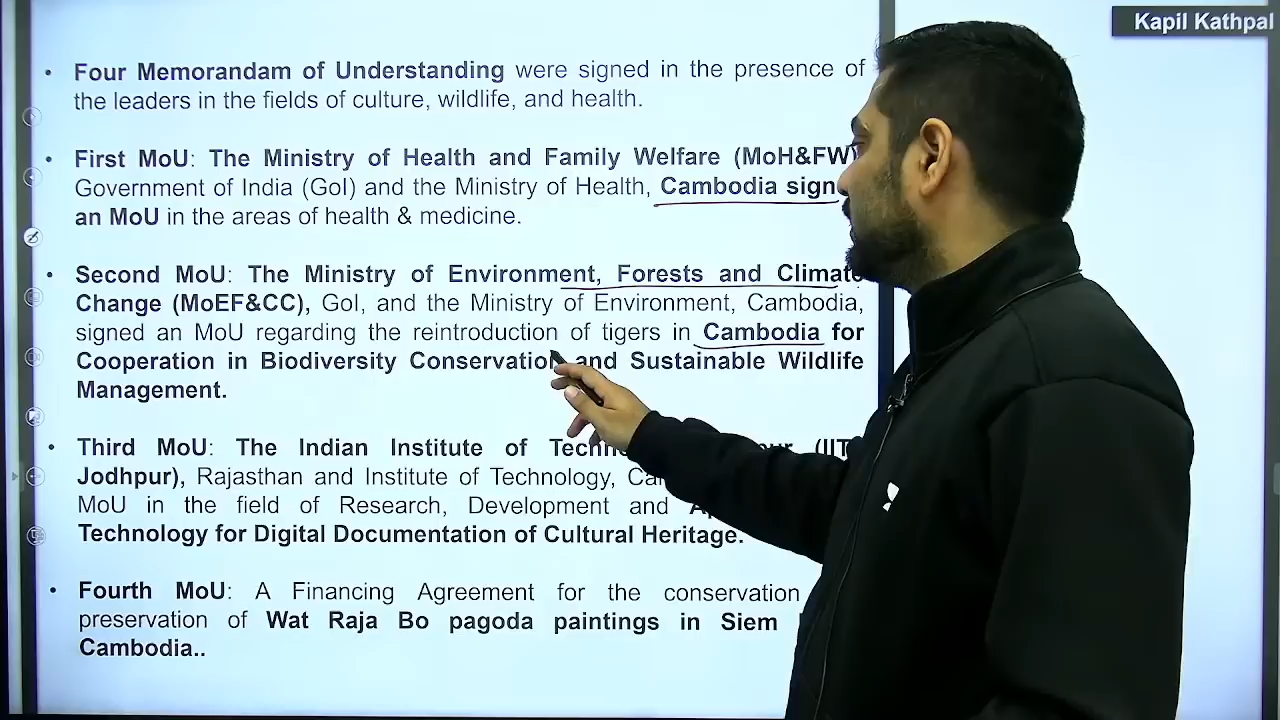 Kapil Kathpal
• Four Memorandam of Understanding were signed in the presence of
the leaders in the fields of culture, wildlife, and health.
• First MoU: The Ministry of Health and Family Welfare (MoH&FW)
Government of India (GoI) and the Ministry of Health, Cambodia sign
an MoU in the areas of health & medicine.
• Second MoU: The Ministry of Environment, Forests and Climate
Change (MoEF&CC), GoI, and the Ministry of Environment, Cambodia,
signed an MoU regarding the reintroduction of tigers in Cambodia for
Cooperation in Biodiversity Conservation and Sustainable Wildlife
Management.
• Third MoU: The Indian Institute of (IIT
Jodhpur), Rajasthan and Institute of Technology,
MoU in the field of Research, Development and
Technology for Digital Documentation of Cultural Heritage.
• Fourth MoU: A Financing Agreement for the conservation
preservation of Wat Raja Bo pagoda paintings in Siem
Cambodia..